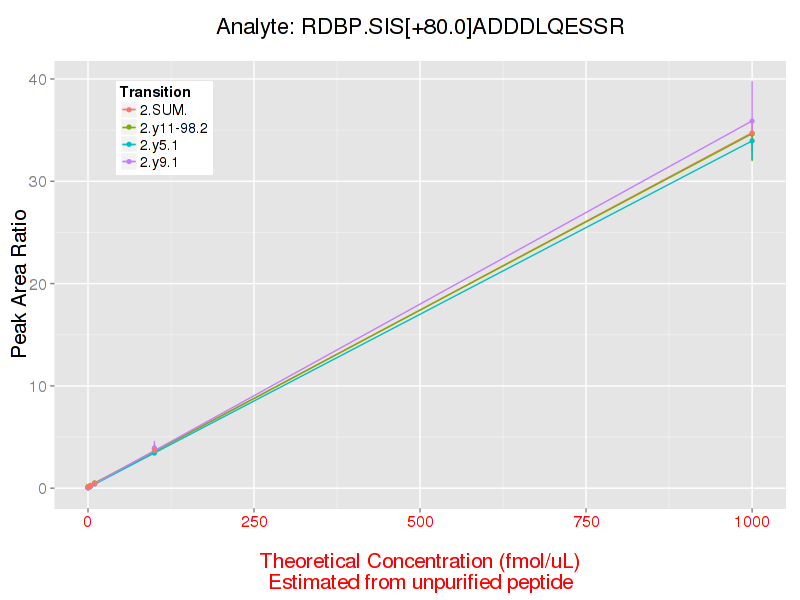 Analyte: RDBP.SIS[+80.0]ADDDLQESSR
Transition
2.SUM.
2.y11-98.2
2.y5.1
2.y9.1
Peak Area Ratio
40
30
20
10
0
0 250 500 750 1000
Theoretical Concentration (fmol/uL)
Estimated from unpurified peptide